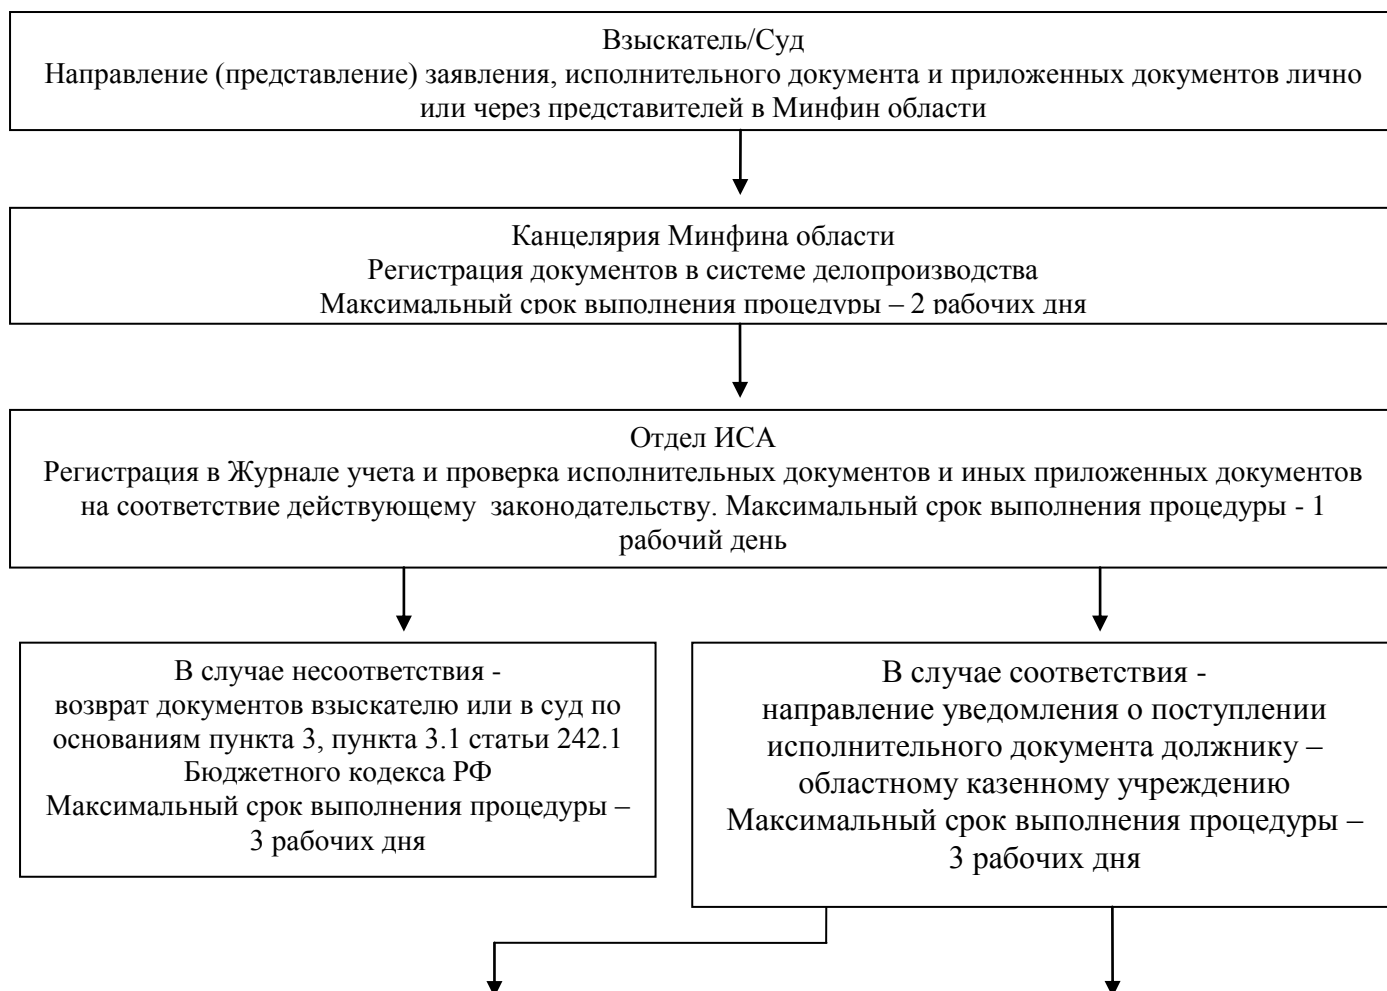 Взыскатель/Суд
Направление (представление) заявления, исполнительного документа и приложенных документов лично
или через представителей в Минфин области
Канцелярия Минфина области
Регистрация документов в системе делопроизводства
Максимальный срок выполнения процедуры – 2 рабочих дня
Отдел ИСА
Регистрация в Журнале учета и проверка исполнительных документов и иных приложенных документов
на соответствие действующему  законодательству. Максимальный срок выполнения процедуры - 1
рабочий день
В случае несоответствия -
возврат документов взыскателю или в суд по
основаниям пункта 3, пункта 3.1 статьи 242.1
Бюджетного кодекса РФ
Максимальный срок выполнения процедуры –
3 рабочих дня
В случае соответствия -
направление уведомления о поступлении
исполнительного документа должнику –
областному казенному учреждению
Максимальный срок выполнения процедуры –
3 рабочих дня